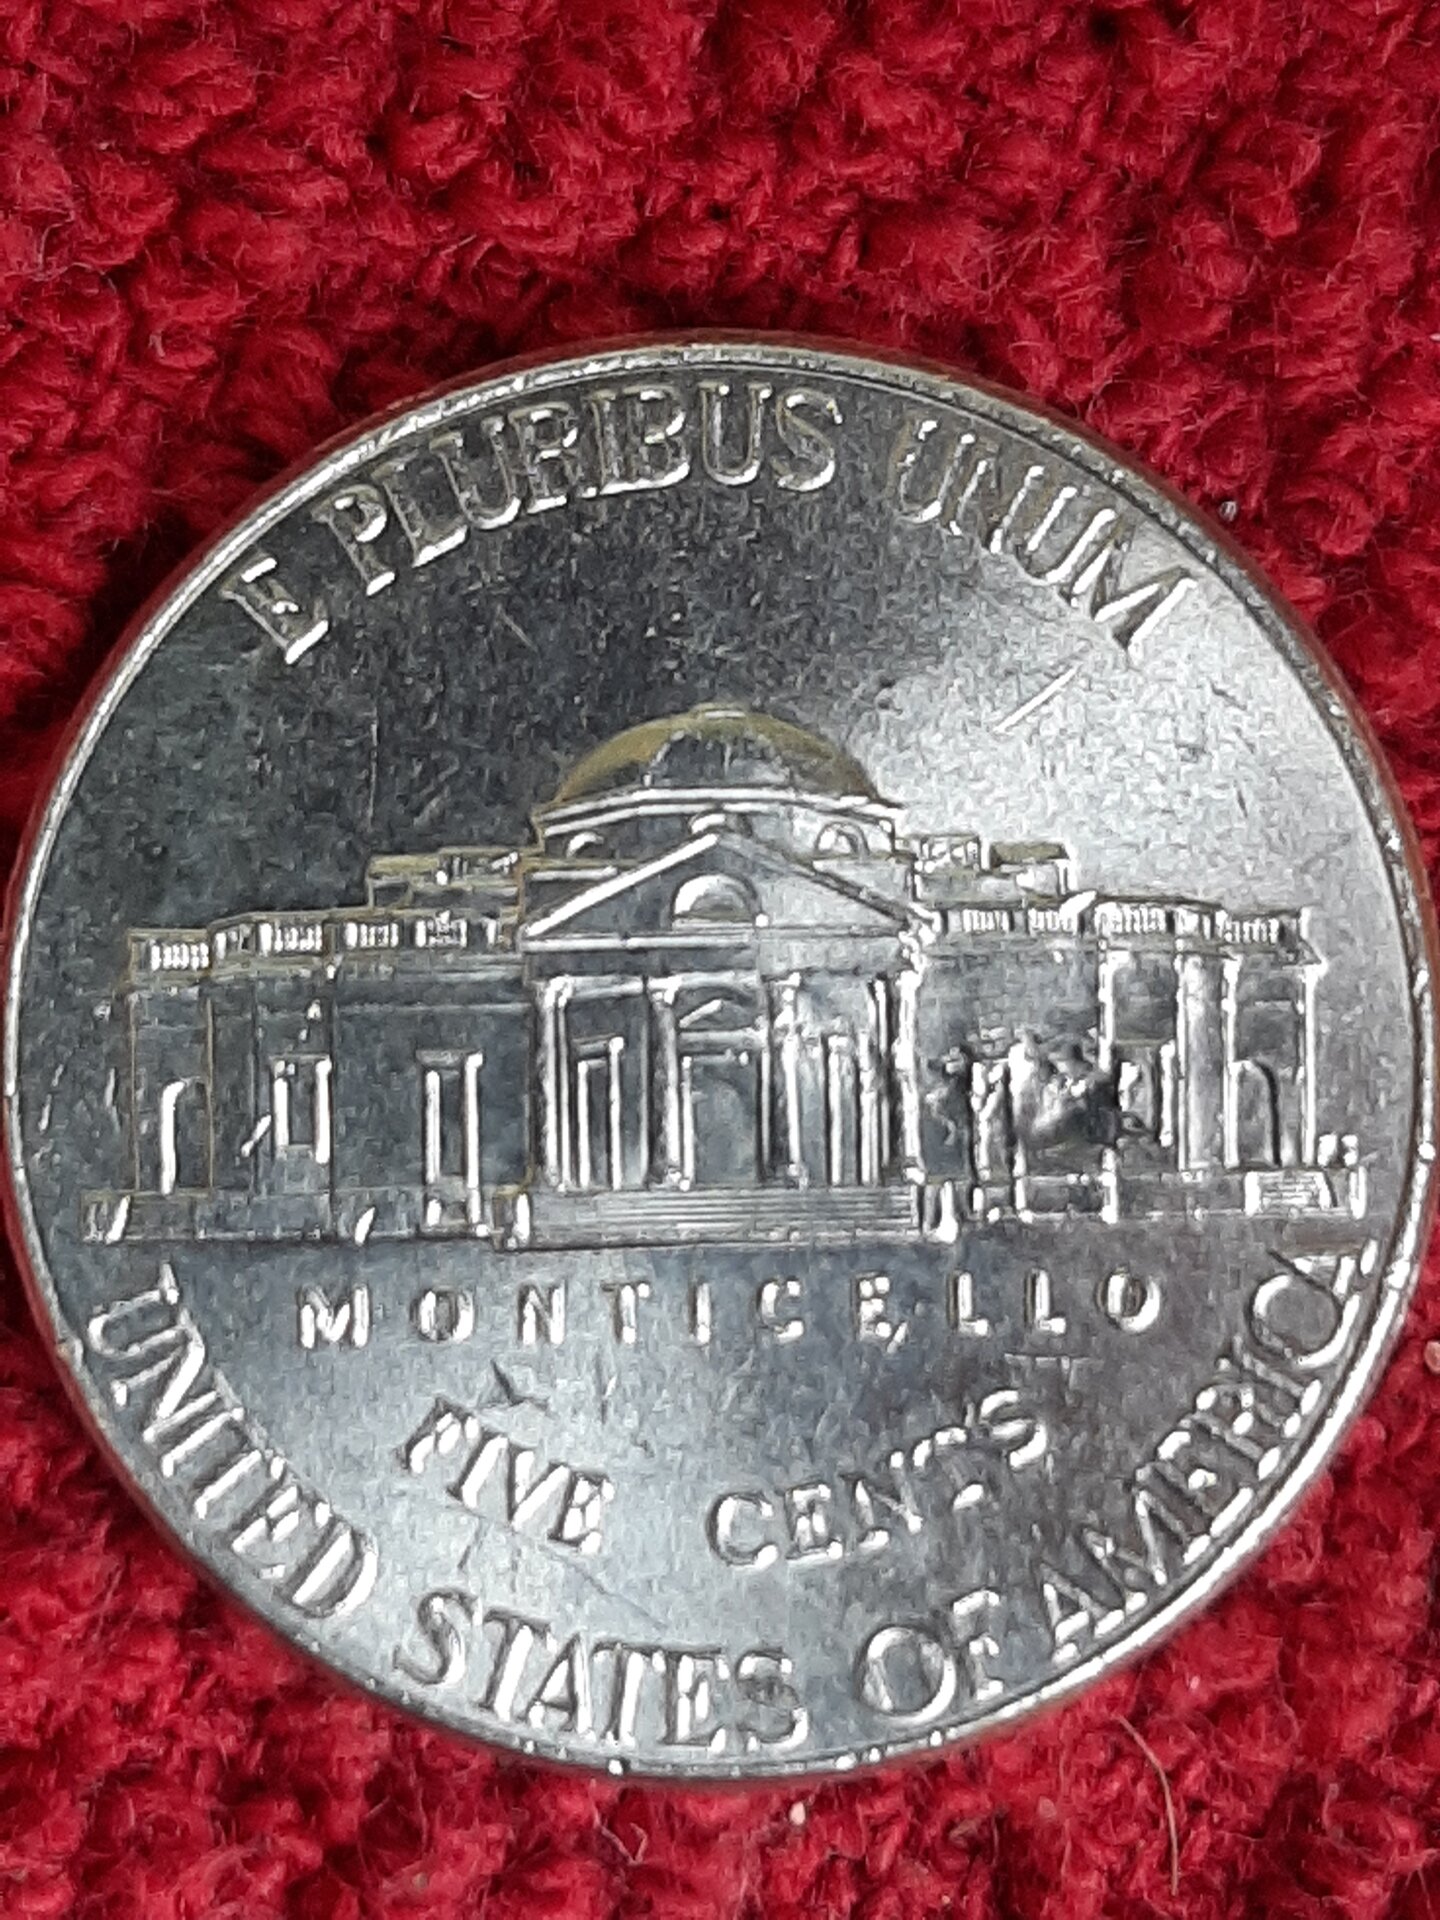 E PLURIBUS UNUM
MONTICELLO
FIVE CENTS
UNITED STATES OF AMERICA